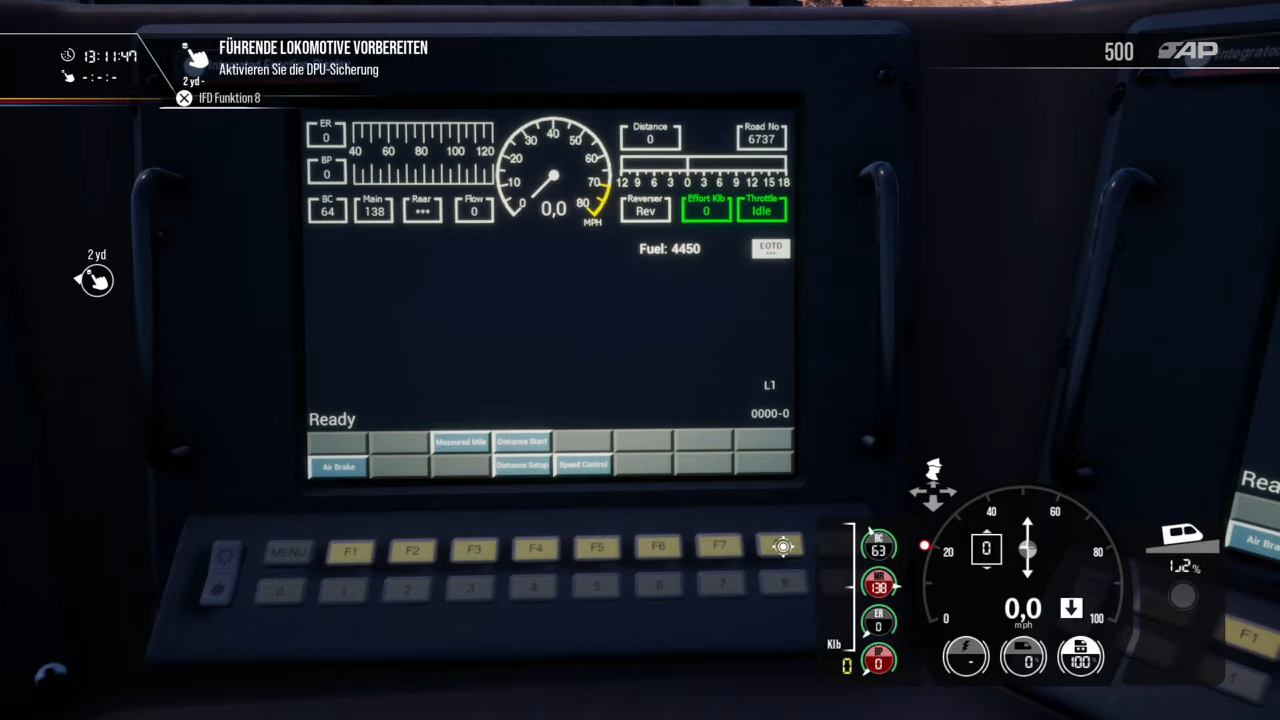 13:11:47
-:-:-
FÜHRENDE LOKOMOTIVE VORBEREITEN
Aktivieren Sie die DPU-Sicherung
2 yd
IFD Funktion 8
500 AP
Integrated
ER
0
40 60 80 100 120
BP
0
BC
64
Main
138
Rear
***
Flow
0
0 10 20 30 40 50 60 70 80
0,0
MPH
Distance
0
Road No
6737
12 9 6 3 0 3 6 9 12 15 18
Reverser
Rev
Effort Klb
0
Throttle
Idle
Fuel: 4450
EOTD
---
2 yd
L1
0000-0
Ready
Measured Mile
Distance Start
Air Brake
Distance Setup
Speed Control
MENU F1 F2 F3 F4 F5 F6 F7
0 1 2 3 4 5 6 7 8
BC
63
MR
138
ER
0
BP
0
Klb
0
0 20 40 60 80 100
0
0,0
mph
-
0%
100%
1,2%
Rea
Air Bra
F1
1